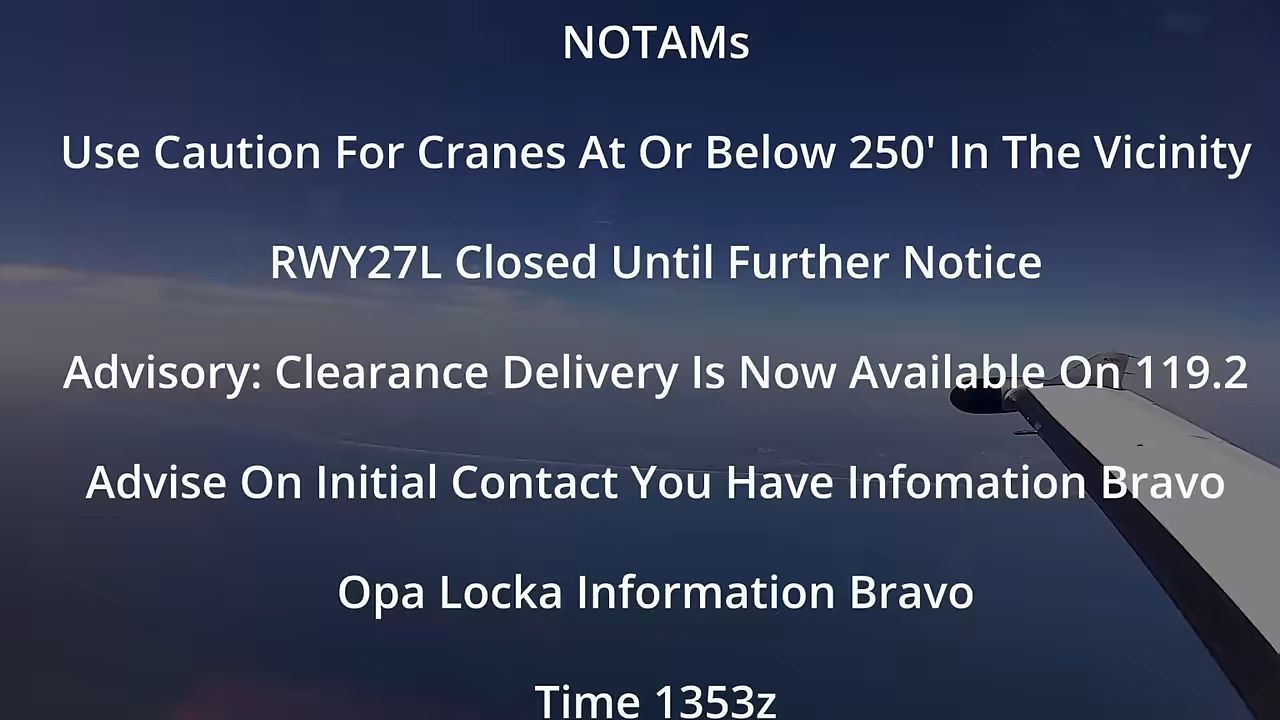 NOTAMs
Use Caution For Cranes At Or Below 250' In The Vicinity
RWY27L Closed Until Further Notice
Advisory: Clearance Delivery Is Now Available On 119.2
Advise On Initial Contact You Have Infomation Bravo
Opa Locka Information Bravo
Time 1353z